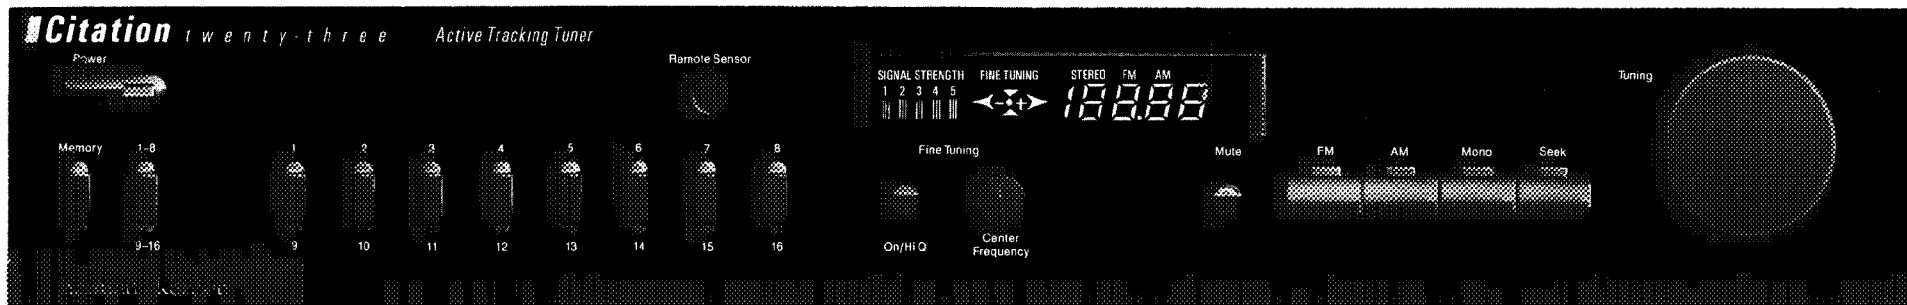 Citation twenty-three Active Tracking Tuner
Power
Remote Sensor
SIGNAL STRENGTH FINE TUNING STEREO FM AM
1 2 3 4 5
- + 188.88
Tuning
Memory 1-8 1 2 3 4 5 6 7 8
Fine Tuning
Mute
FM AM Mono Seek
9-16 9 10 11 12 13 14 15 16
On/Hi Q
Center
Frequency